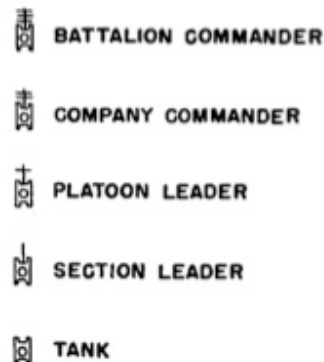 BATTALION COMMANDER
COMPANY COMMANDER
PLATOON LEADER
SECTION LEADER
TANK